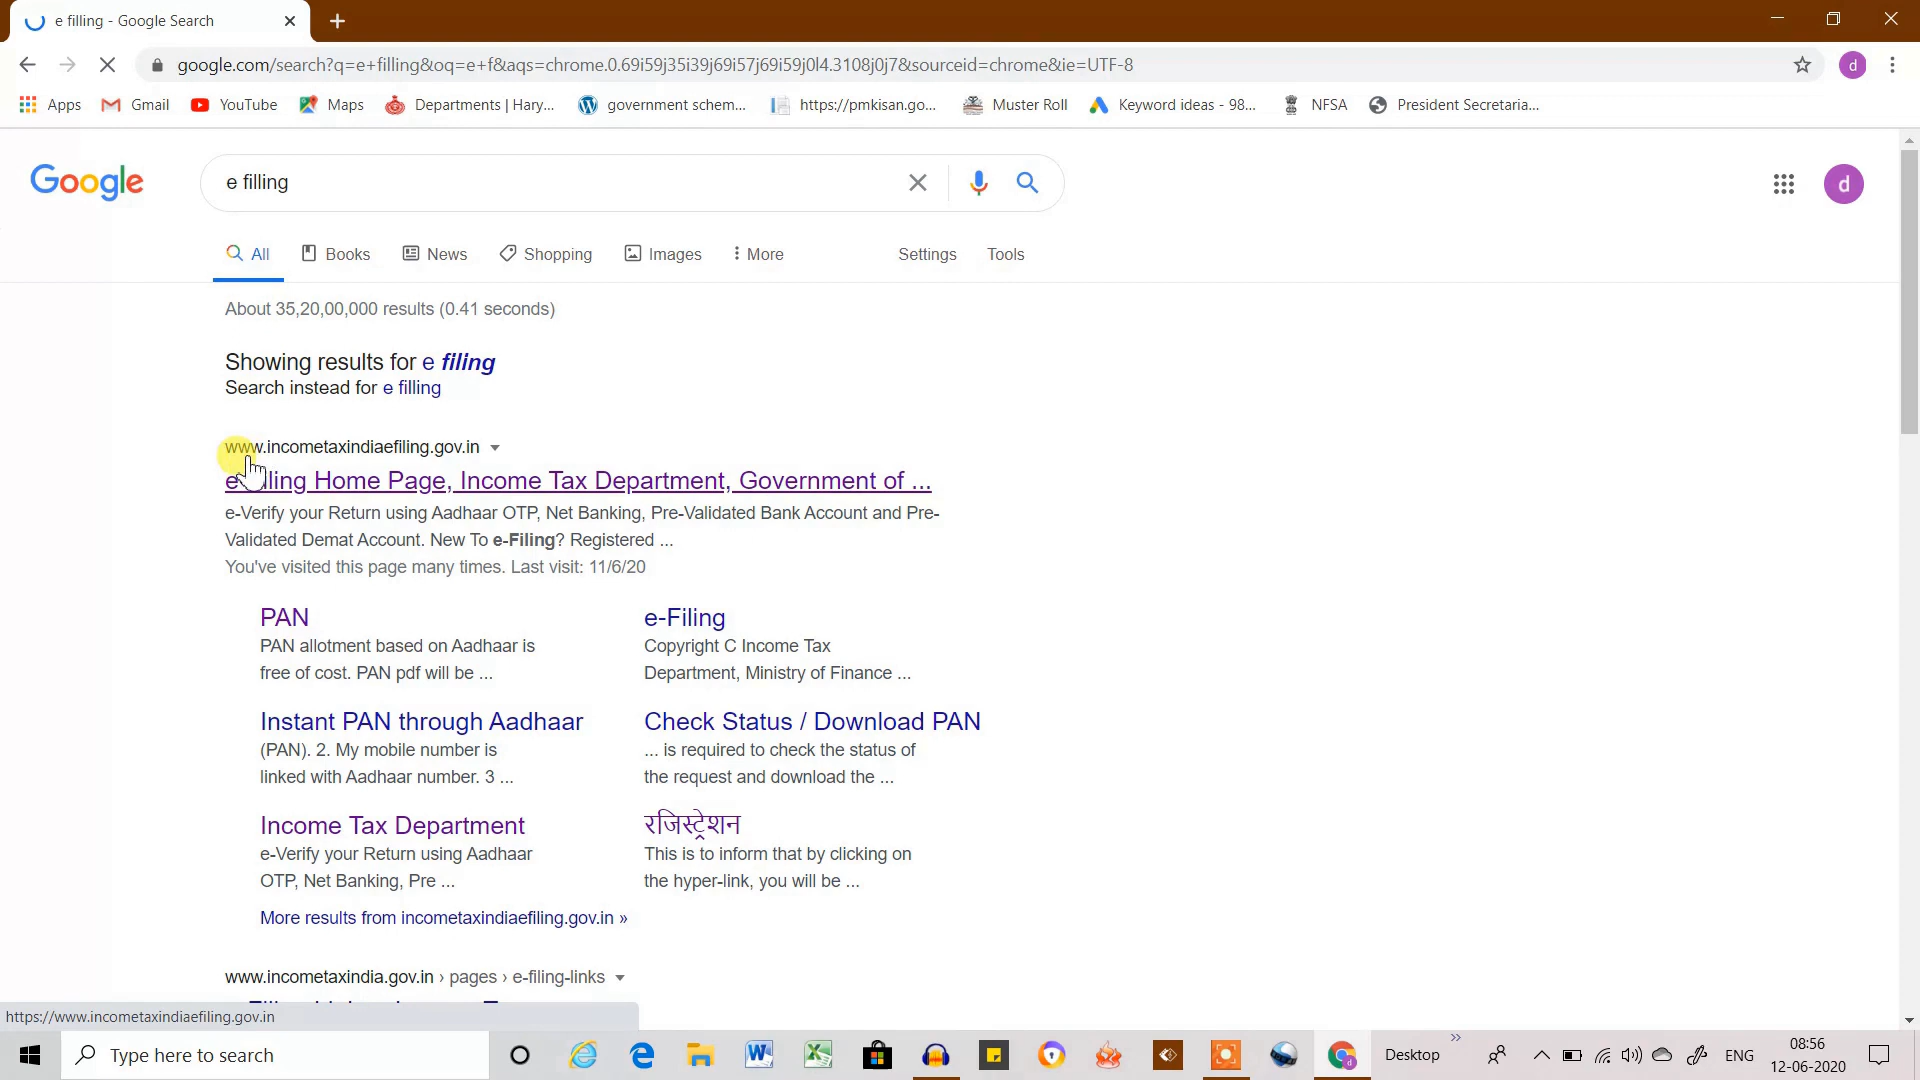 e filling - Google Search
google.com/search?q=e+filling&oq=e+f&aqs=chrome.0.69i59j35i39j69i57j69i59j0l4.3108j0j7&sourceid=chrome&ie=UTF-8
d
Apps Gmail YouTube Maps Departments | Hary... government schem... https://pmkisan.go... Muster Roll Keyword ideas - 98... NFSA President Secretaria...
Google
e filling
d
All Books News Shopping Images More Settings Tools
About 35,20,00,000 results (0.41 seconds)
Showing results for e filing
Search instead for e filling
www.incometaxindiaefiling.gov.in
Home Page, Income Tax Department, Government of ...
e-Verify your Return using Aadhaar OTP, Net Banking, Pre-Validated Bank Account and Pre-
Validated Demat Account. New To e-Filing? Registered ...
You've visited this page many times. Last visit: 11/6/20
PAN
PAN allotment based on Aadhaar is
free of cost. PAN pdf will be ...
e-Filing
Copyright C Income Tax
Department, Ministry of Finance ...
Instant PAN through Aadhaar
(PAN). 2. My mobile number is
linked with Aadhaar number. 3 ...
Check Status / Download PAN
... is required to check the status of
the request and download the ...
Income Tax Department
e-Verify your Return using Aadhaar
OTP, Net Banking, Pre ...
रजिस्ट्रेशन
This is to inform that by clicking on
the hyper-link, you will be ...
More results from incometaxindiaefiling.gov.in »
www.incometaxindia.gov.in › pages › e-filing-links
https://www.incometaxindiaefiling.gov.in
Type here to search
Desktop
ENG
08:56
12-06-2020